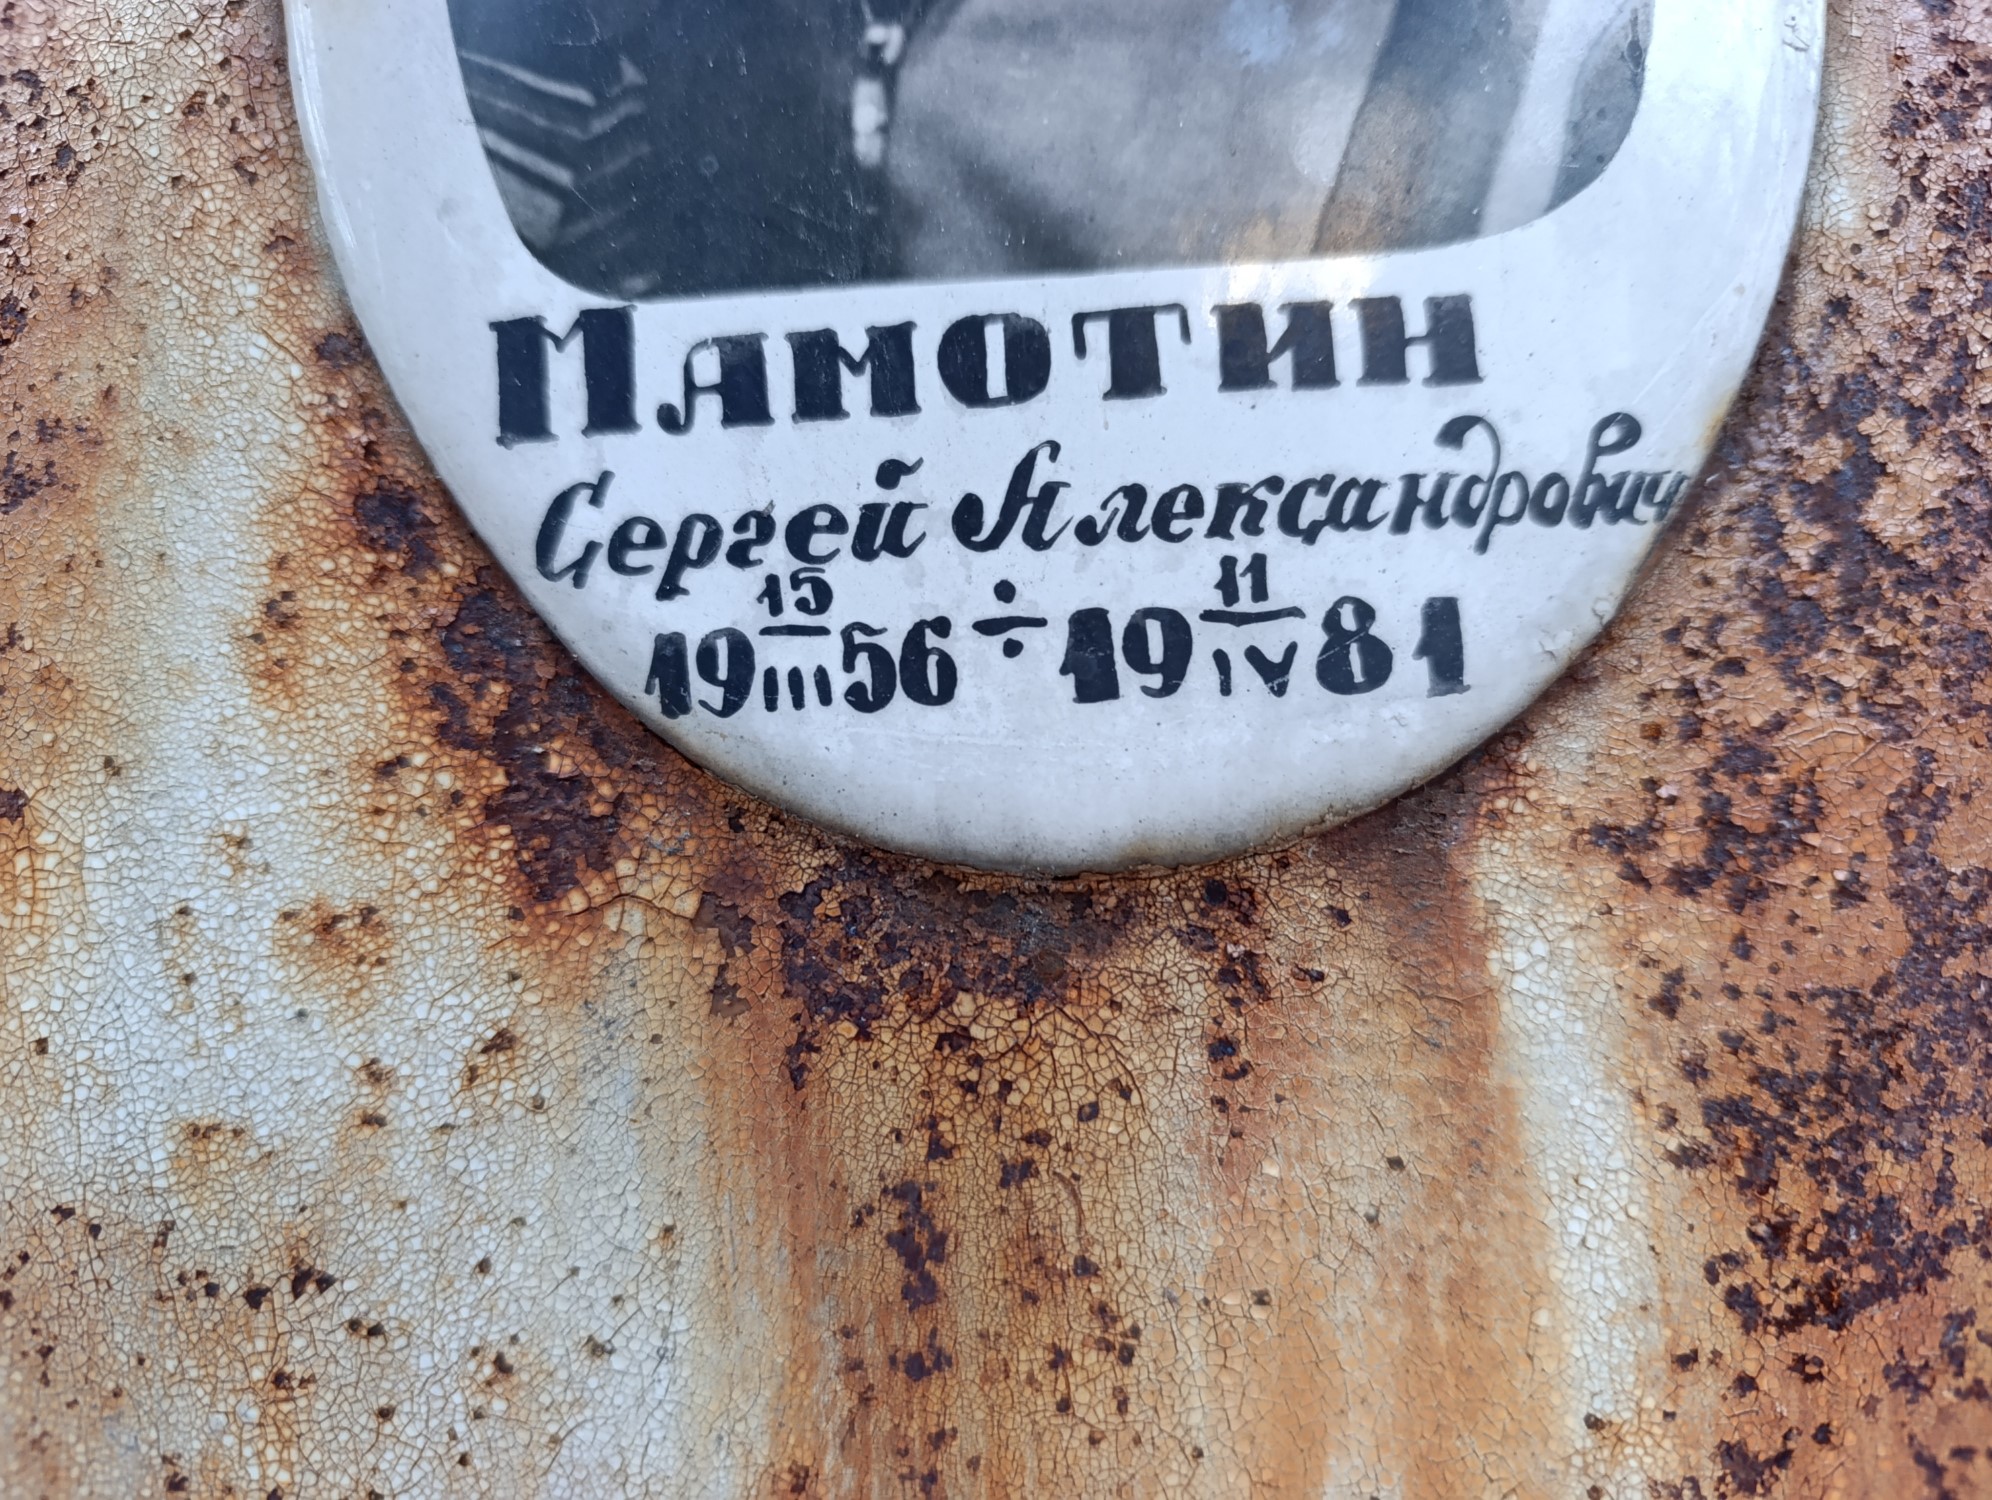 Мамотин
Сергей Александрович
19 15/III 56 ÷ 19 11/IV 81